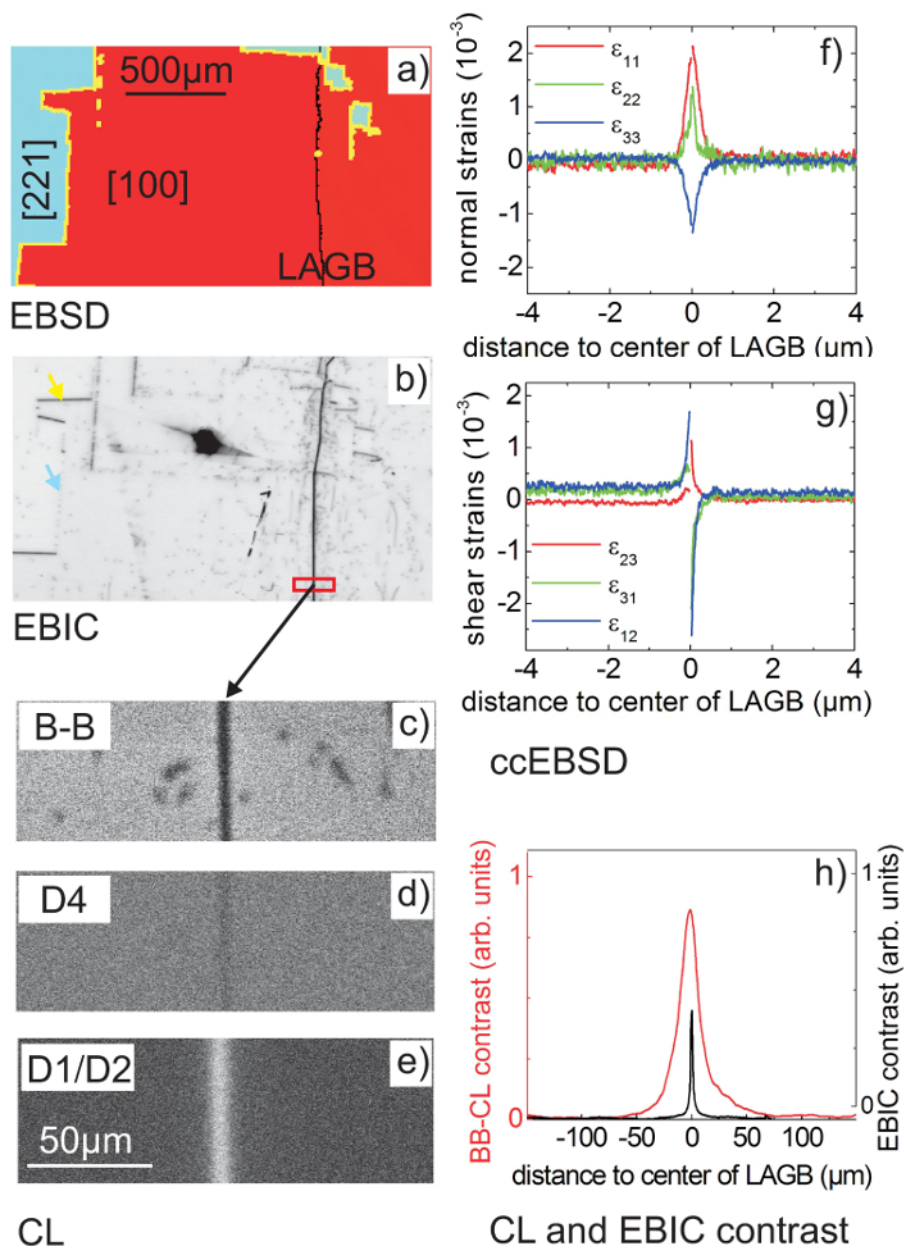 a)
500µm
[221]
[100]
LAGB
EBSD
b)
EBIC
B-B
c)
D4
d)
D1/D2
e)
50µm
CL
f)
normal strains (10⁻³)
2
1
0
-1
-2
ε₁₁
ε₂₂
ε₃₃
-4 -2 0 2 4
distance to center of LAGB (µm)
g)
shear strains (10⁻³)
2
1
0
-1
-2
ε₂₃
ε₃₁
ε₁₂
-4 -2 0 2 4
distance to center of LAGB (µm)
ccEBSD
h)
BB-CL contrast (arb. units)
1
0
EBIC contrast (arb. units)
1
0
-100 -50 0 50 100
distance to center of LAGB (µm)
CL and EBIC contrast